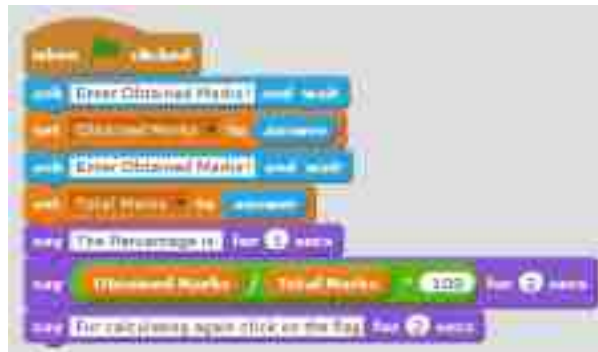 when clicked
ask Enter Obtained Marks: and wait
set Obtained Marks to answer
ask Enter Obtained Marks: and wait
set Total Marks to answer
say The Percentage is: for secs
say Obtained Marks / Total Marks * 100 for 2 secs
say For calculating again click on the flag for 2 secs